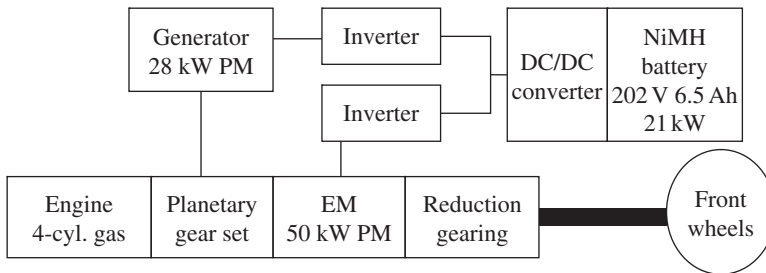 Generator
28 kW PM
Inverter
Inverter
DC/DC
converter
NiMH
battery
202 V 6.5 Ah
21 kW
Engine
4-cyl. gas
Planetary
gear set
EM
50 kW PM
Reduction
gearing
Front
wheels